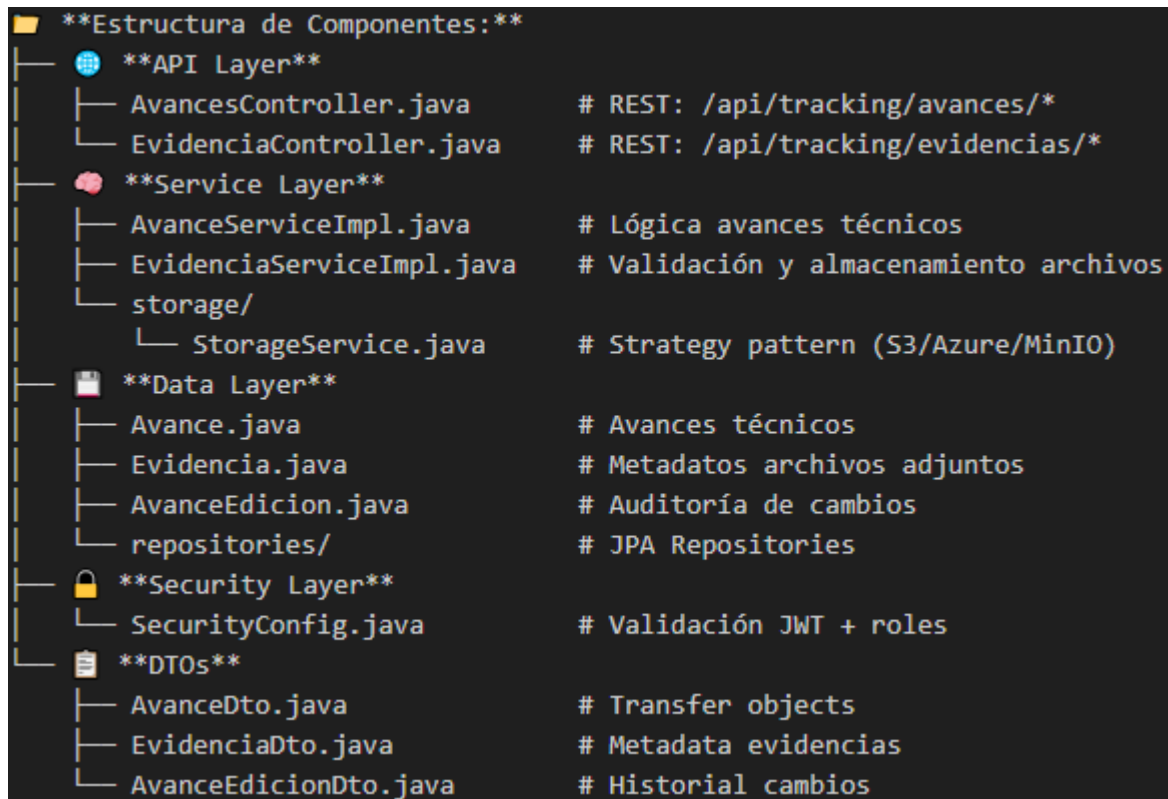 📁 **Estructura de Componentes:**
├── 🌐 **API Layer**
│   ├── AvancesController.java       # REST: /api/tracking/avances/*
│   └── EvidenciaController.java     # REST: /api/tracking/evidencias/*
├── 🧠 **Service Layer**
│   ├── AvanceServiceImpl.java       # Lógica avances técnicos
│   ├── EvidenciaServiceImpl.java    # Validación y almacenamiento archivos
│   └── storage/
│       └── StorageService.java      # Strategy pattern (S3/Azure/MinIO)
├── 💾 **Data Layer**
│   ├── Avance.java                  # Avances técnicos
│   ├── Evidencia.java               # Metadatos archivos adjuntos
│   ├── AvanceEdicion.java           # Auditoría de cambios
│   └── repositories/                # JPA Repositories
├── 🔒 **Security Layer**
│   └── SecurityConfig.java          # Validación JWT + roles
└── 📋 **DTOs**
    ├── AvanceDto.java               # Transfer objects
    ├── EvidenciaDto.java            # Metadata evidencias
    └── AvanceEdicionDto.java        # Historial cambios